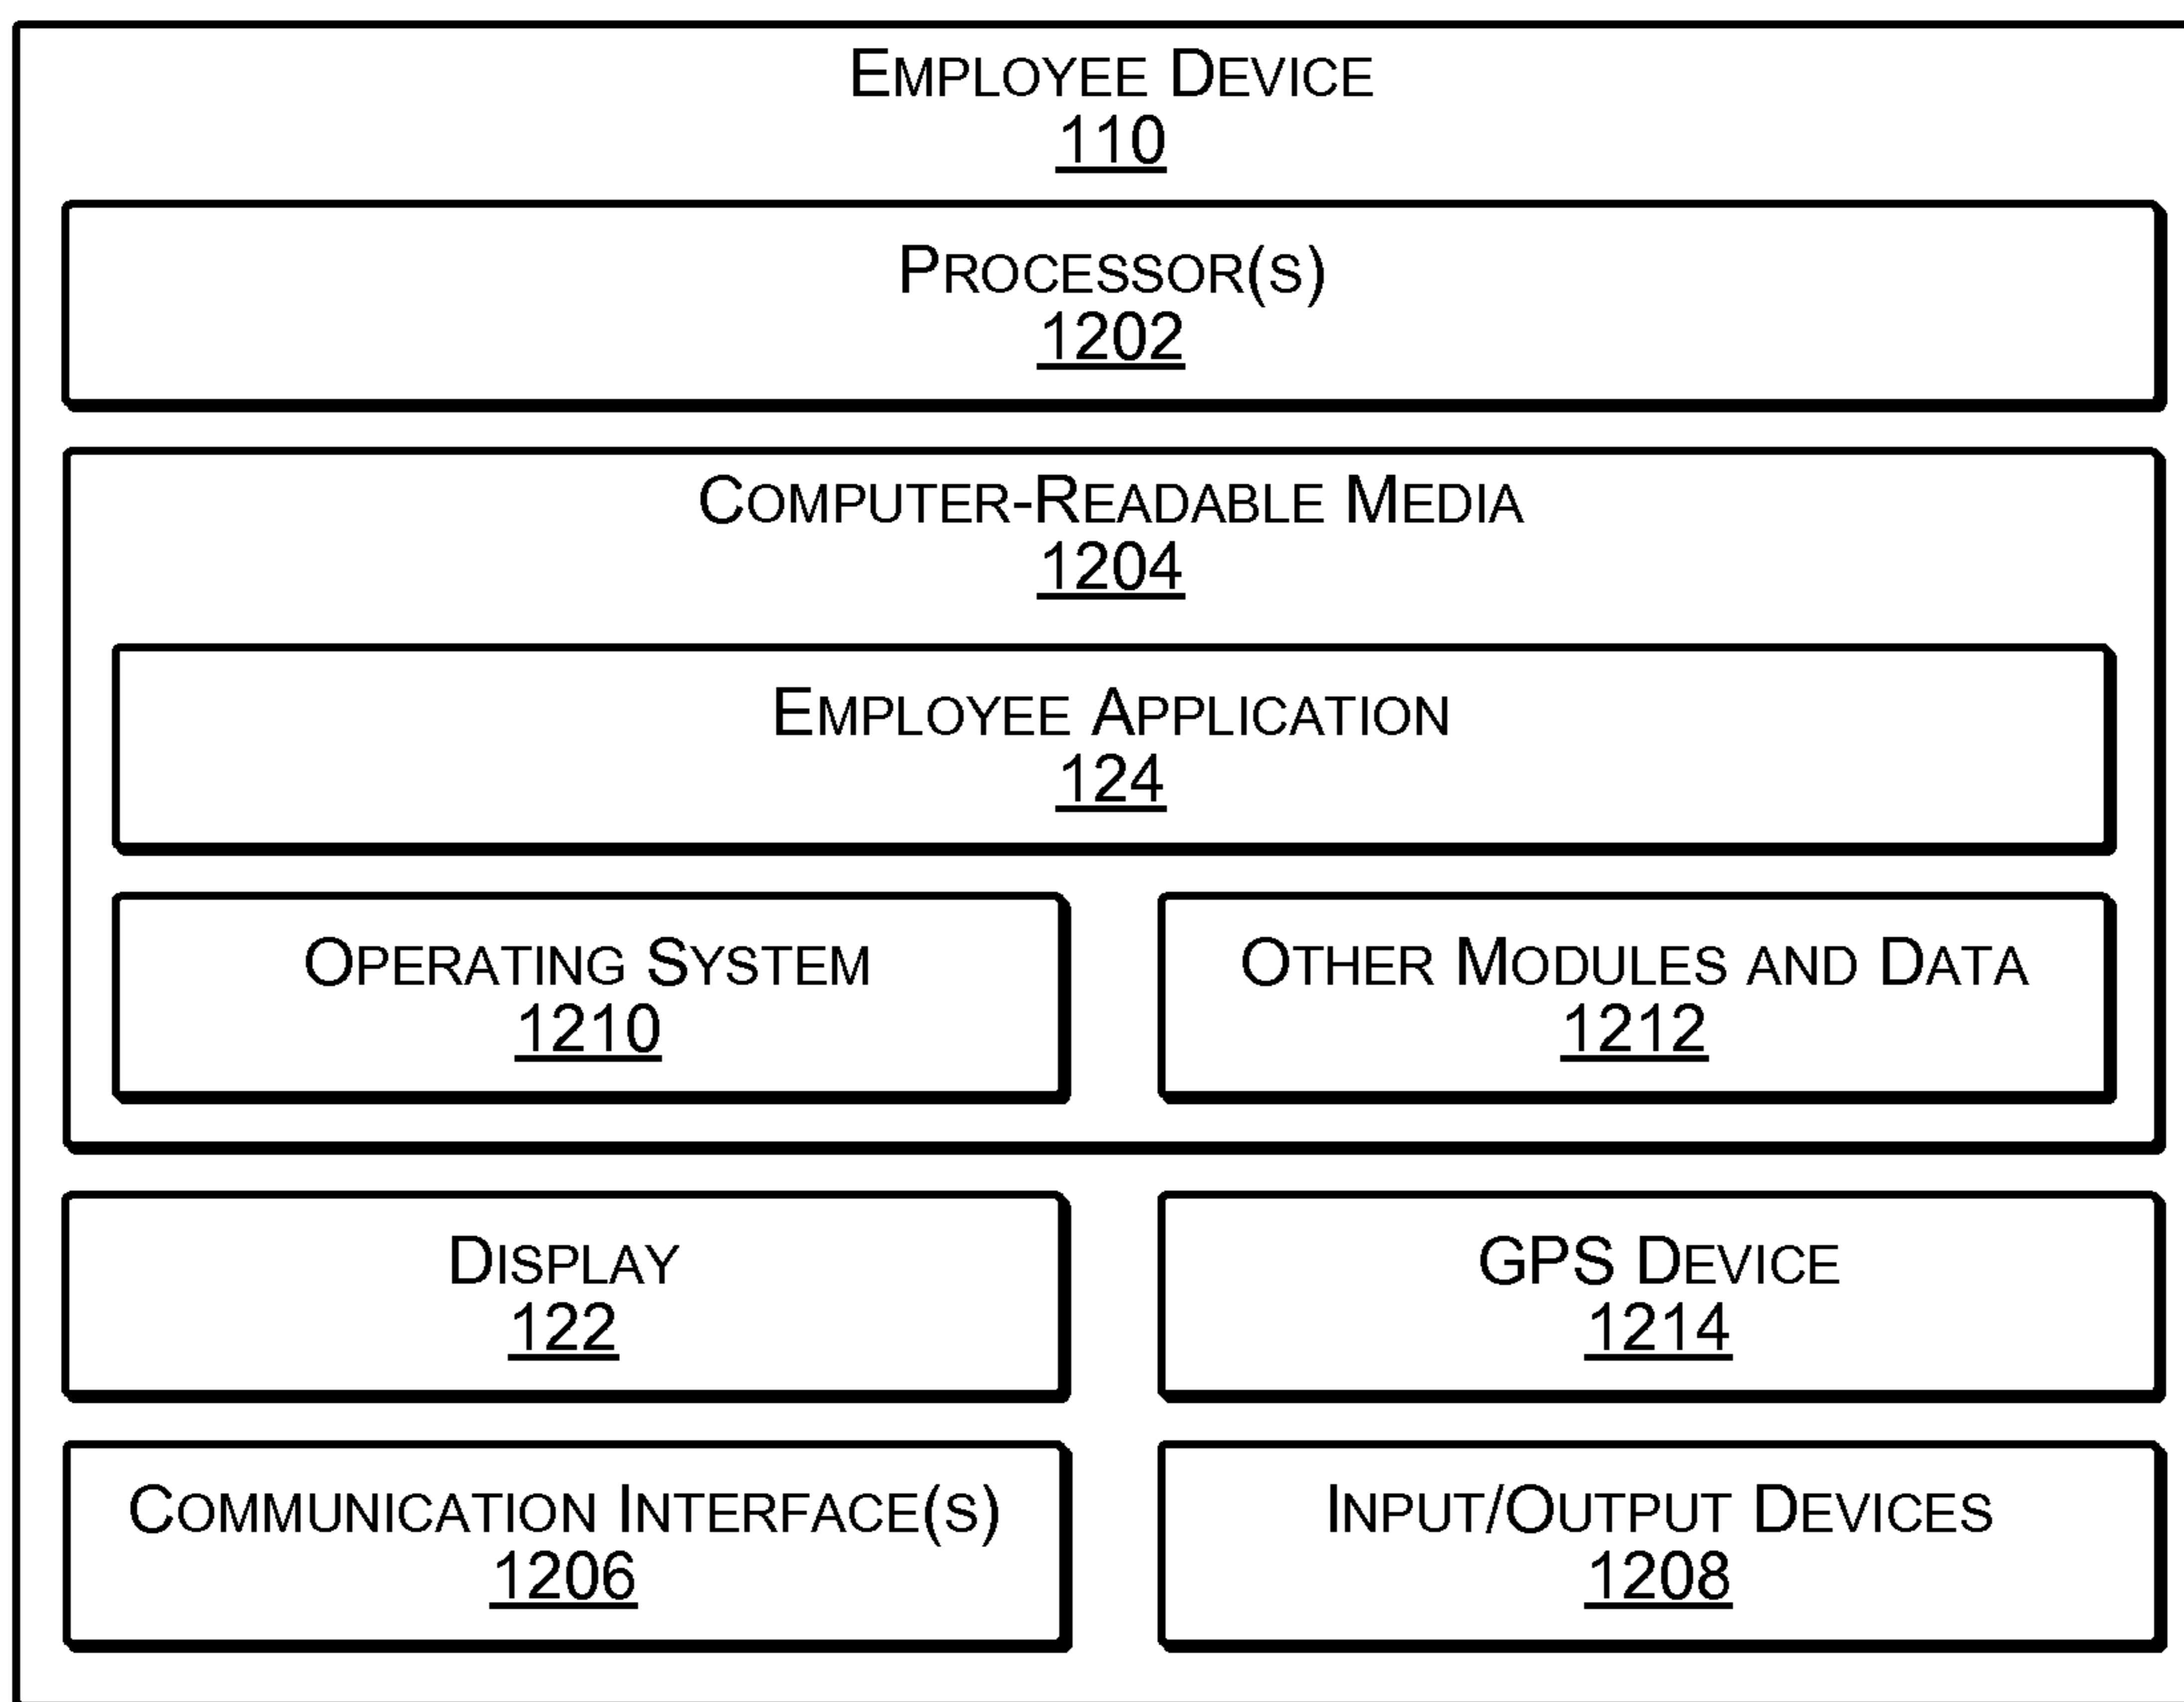 EMPLOYEE DEVICE
110
PROCESSOR(S)
1202
COMPUTER-READABLE MEDIA
1204
EMPLOYEE APPLICATION
124
OPERATING SYSTEM
1210
OTHER MODULES AND DATA
1212
DISPLAY
122
GPS DEVICE
1214
COMMUNICATION INTERFACE(S)
1206
INPUT/OUTPUT DEVICES
1208